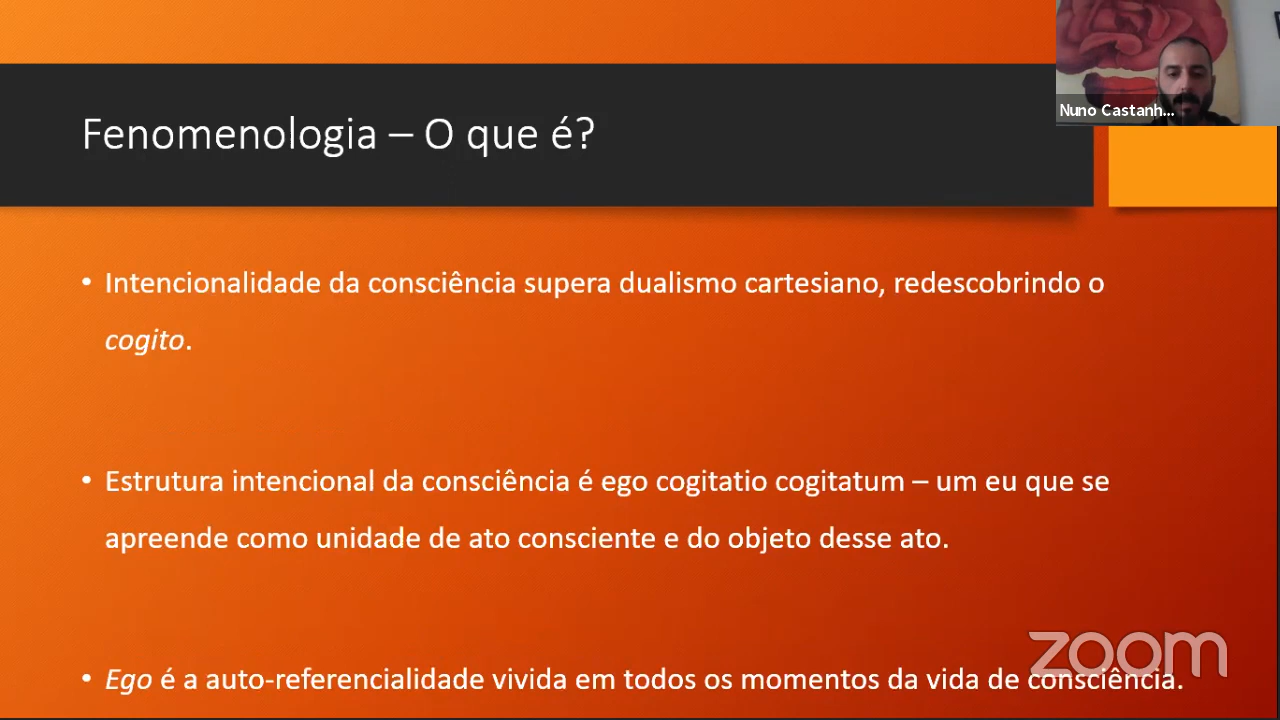 Nuno Castanh...
Fenomenologia – O que é?
• Intencionalidade da consciência supera dualismo cartesiano, redescobrindo o
cogito.
• Estrutura intencional da consciência é ego cogitatio cogitatum – um eu que se
apreende como unidade de ato consciente e do objeto desse ato.
• Ego é a auto-referencialidade vivida em todos os momentos da vida de consciência.
zoom